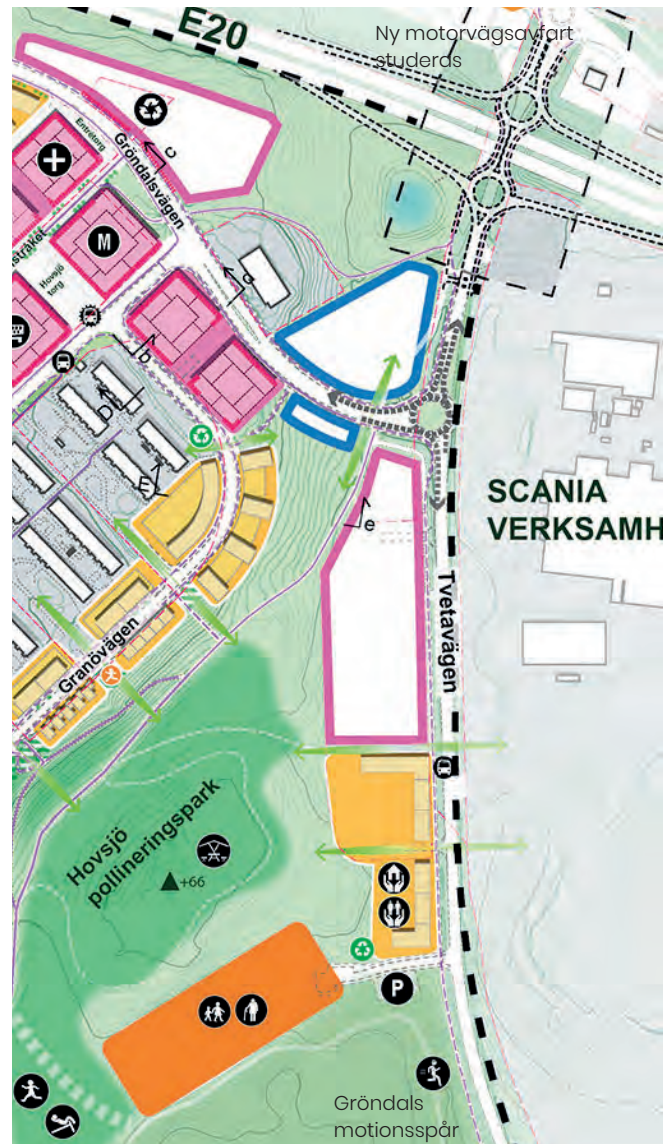 E20
Ny motorvägsavfart
studeras
Entrétorg
Gröndalsvägen
c
M
stråket
Hovsjö
torg
d
b
D
E
e
SCANIA
VERKSAMH
Tvetavägen
Granövägen
Hovsjö
pollineringspark
+66
P
Gröndals
motionsspår